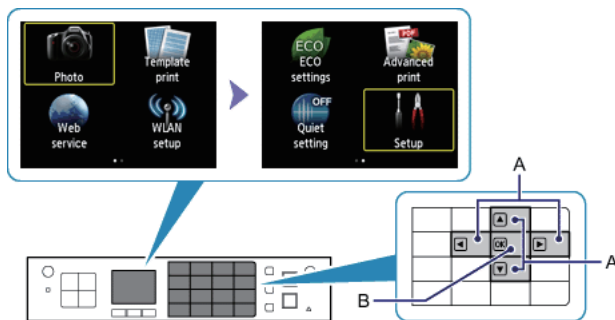 Photo
Template
print
Web
service
WLAN
setup
ECO
ECO
settings
PDF
Advanced
print
OFF
Quiet
setting
Setup
A
OK
A
B